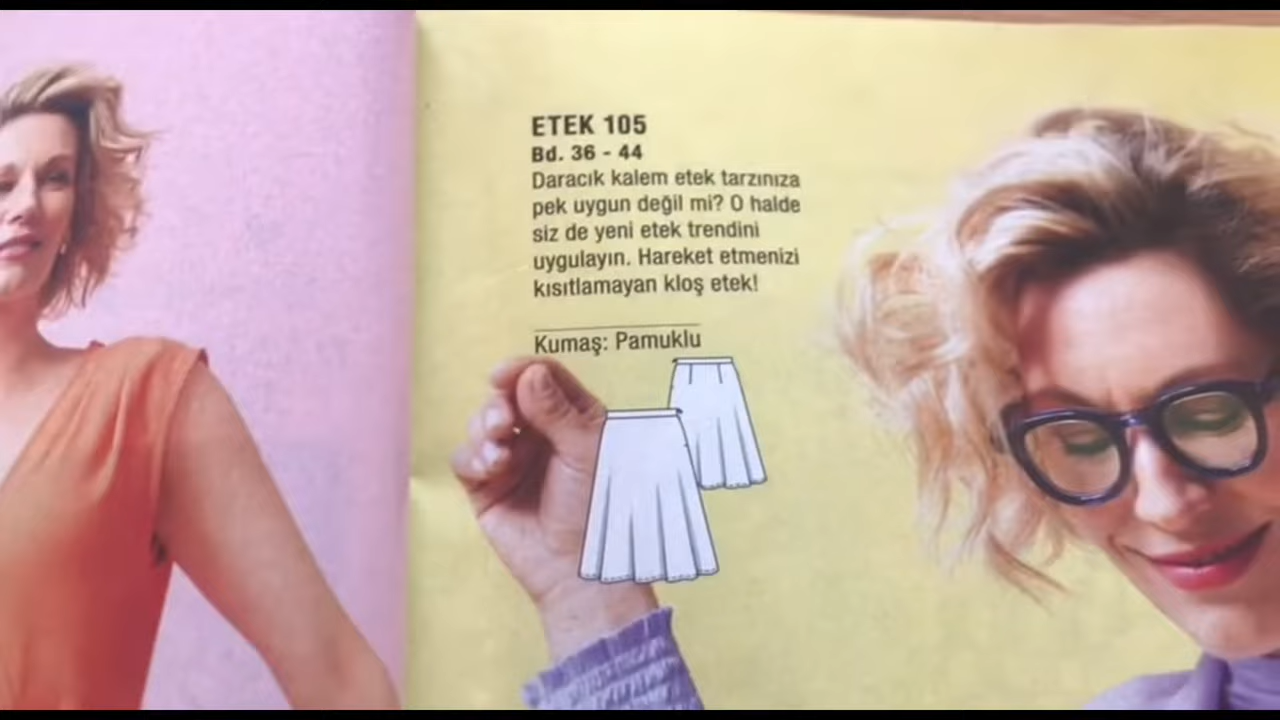 ETEK 105
Bd. 36 - 44
Daracık kalem etek tarzınıza
pek uygun değil mi? O halde
siz de yeni etek trendini
uygulayın. Hareket etmenizi
kısıtlamayan kloş etek!
Kumaş: Pamuklu